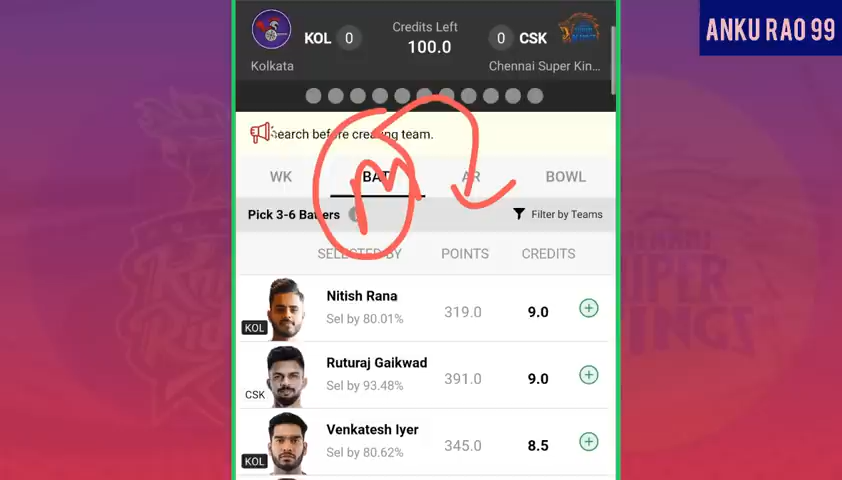 ANKU RAO 99
KOL 0
Credits Left
100.0
0 CSK
Kolkata
Chennai Super Kin...
search before creating team.
WK BAT AR BOWL
M
Pick 3-6 Batters
Filter by Teams
SELECTED BY POINTS CREDITS
Nitish Rana
Sel by 80.01%
319.0 9.0
KOL
Ruturaj Gaikwad
Sel by 93.48%
391.0 9.0
CSK
Venkatesh Iyer
Sel by 80.62%
345.0 8.5
KOL
SUPER
KINGS